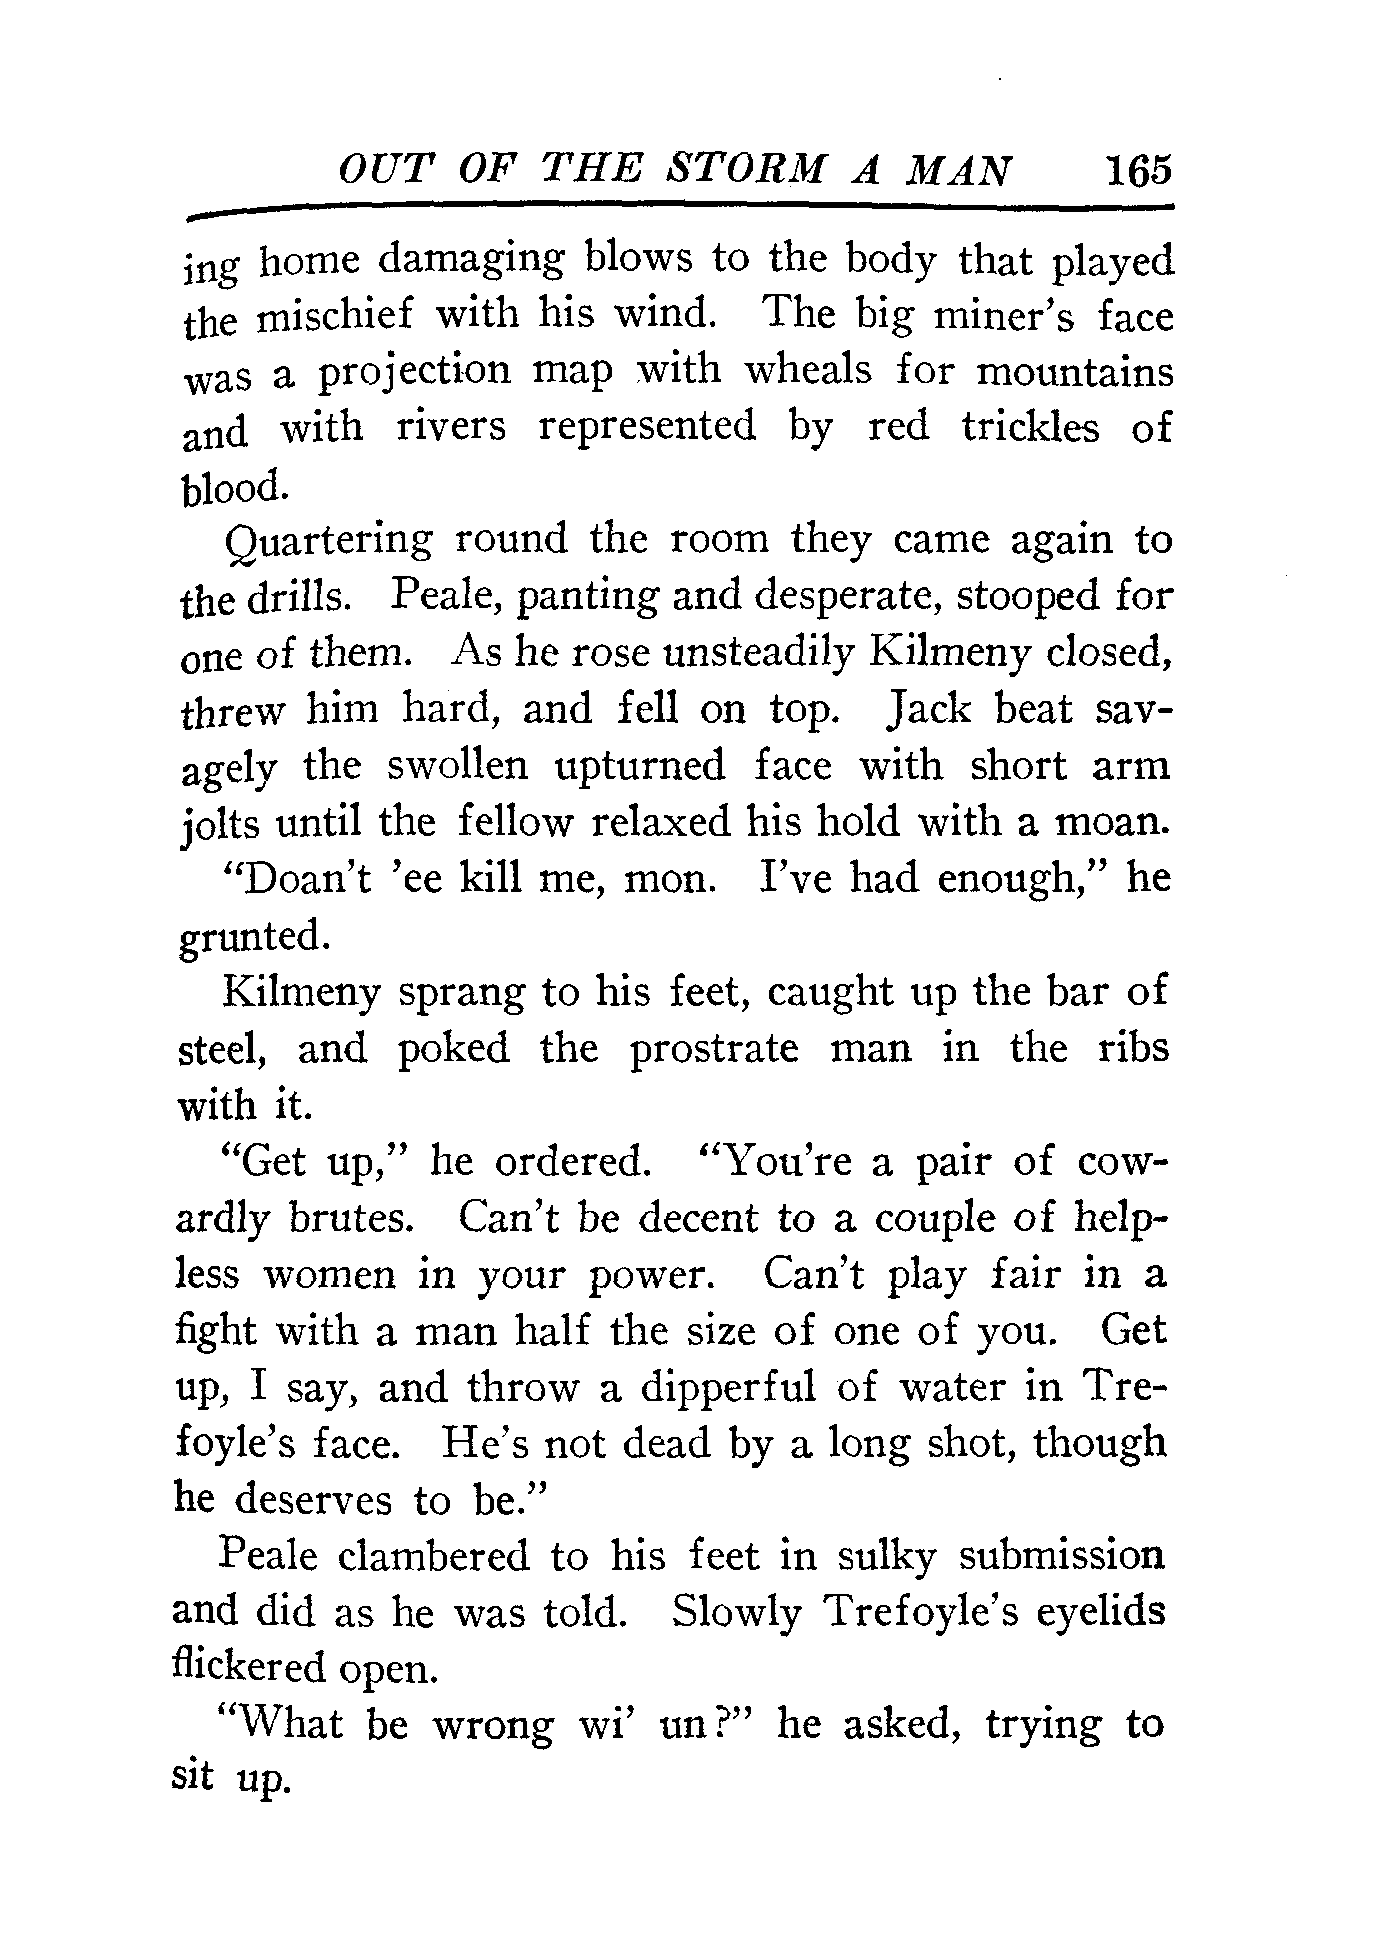 OUT OF THE STORM A MAN 165
ing home damaging blows to the body that played
the mischief with his wind. The big miner's face
was a projection map with wheals for mountains
and with rivers represented by red trickles of
blood.
Quartering round the room they came again to
the drills. Peale, panting and desperate, stooped for
one of them. As he rose unsteadily Kilmeny closed,
threw him hard, and fell on top. Jack beat sav-
agely the swollen upturned face with short arm
jolts until the fellow relaxed his hold with a moan.
"Doan't 'ee kill me, mon. I've had enough," he
grunted.
Kilmeny sprang to his feet, caught up the bar of
steel, and poked the prostrate man in the ribs
with it.
"Get up," he ordered. "You're a pair of cow-
ardly brutes. Can't be decent to a couple of help-
less women in your power. Can't play fair in a
fight with a man half the size of one of you. Get
up, I say, and throw a dipperful of water in Tre-
foyle's face. He's not dead by a long shot, though
he deserves to be."
Peale clambered to his feet in sulky submission
and did as he was told. Slowly Trefoyle's eyelids
flickered open.
"What be wrong wi' un?" he asked, trying to
sit up.